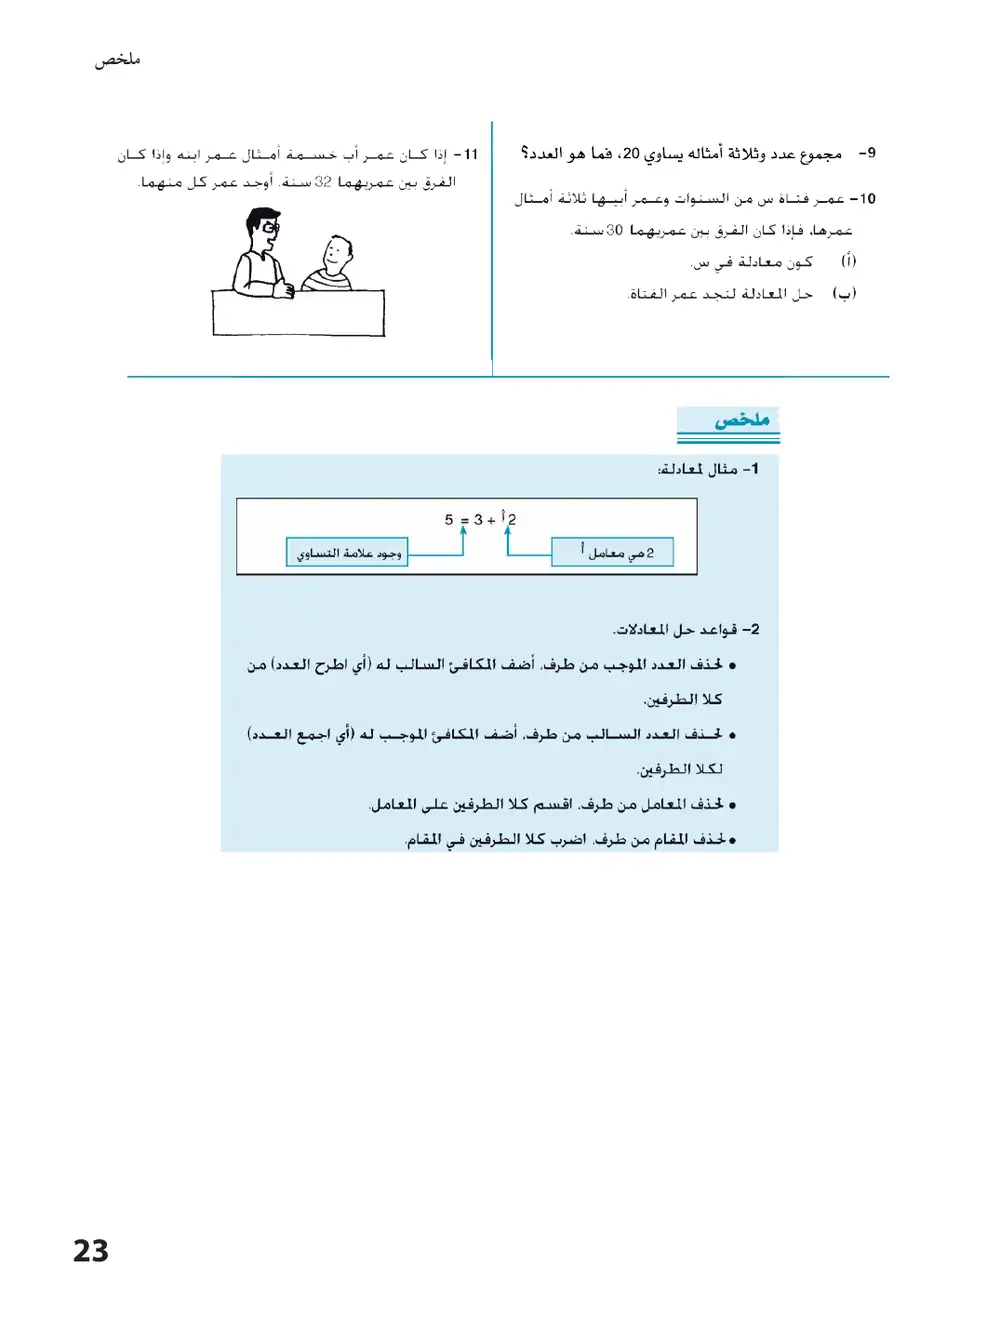 ملخص
9- مجموع عدد وثلاثة أمثاله يساوي 20، فما هو العدد؟
10- عمر فتاة س من السنوات وعمر أبيها ثلاثة أمثال
عمرها، فإذا كان الفرق بين عمريهما 30 سنة.
(أ) كون معادلة في س.
(ب) حل المعادلة لتجد عمر الفتاة.
11- إذا كان عمر أب خمسة أمثال عمر ابنه وإذا كان
الفرق بين عمريهما 32 سنة. أوجد عمر كل منهما.
ملخص
1- مثال لمعادلة:
5 = 3 + أ2
2 هي معامل أ
وجود علامة التساوي
2- قواعد حل المعادلات.
• لحذف العدد الموجب من طرف، أضف المكافئ السالب له (أي اطرح العدد) من
كلا الطرفين.
• لحذف العدد السالب من طرف، أضف المكافئ الموجب له (أي اجمع العدد)
لكلا الطرفين.
• لحذف المعامل من طرف، اقسم كلا الطرفين على المعامل.
• لحذف المقام من طرف، اضرب كلا الطرفين في المقام.
23